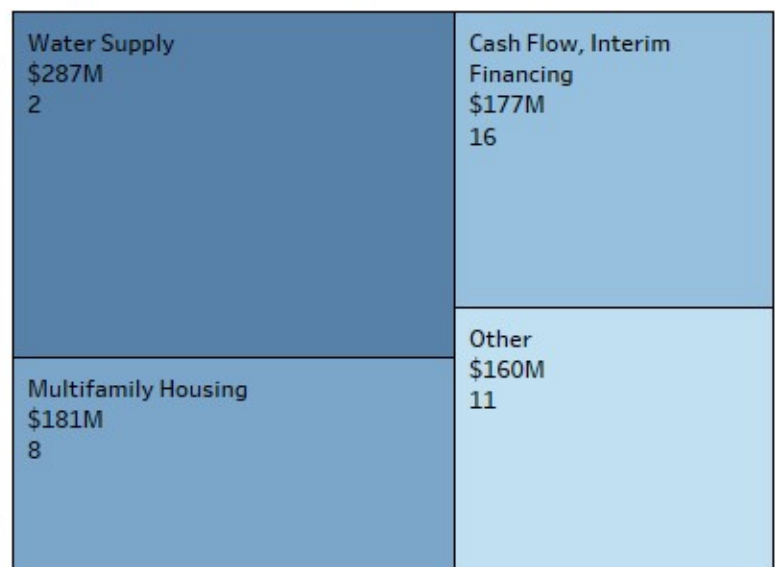 Water Supply
$287M
2
Cash Flow, Interim
Financing
$177M
16
Multifamily Housing
$181M
8
Other
$160M
11